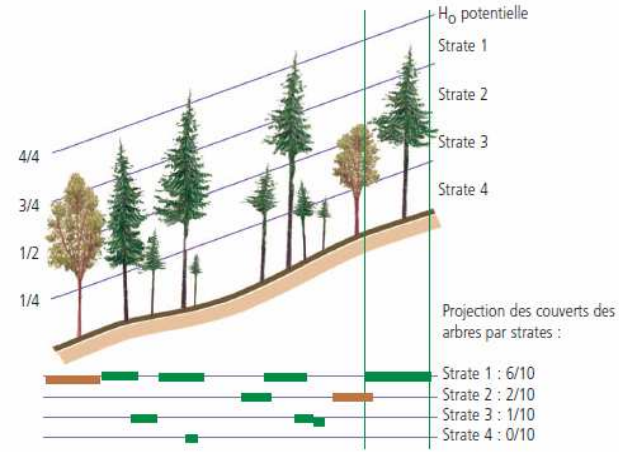 H₀ potentielle
Strate 1
Strate 2
Strate 3
Strate 4
4/4
3/4
1/2
1/4
Projection des couverts des
arbres par strates :
Strate 1 : 6/10
Strate 2 : 2/10
Strate 3 : 1/10
Strate 4 : 0/10